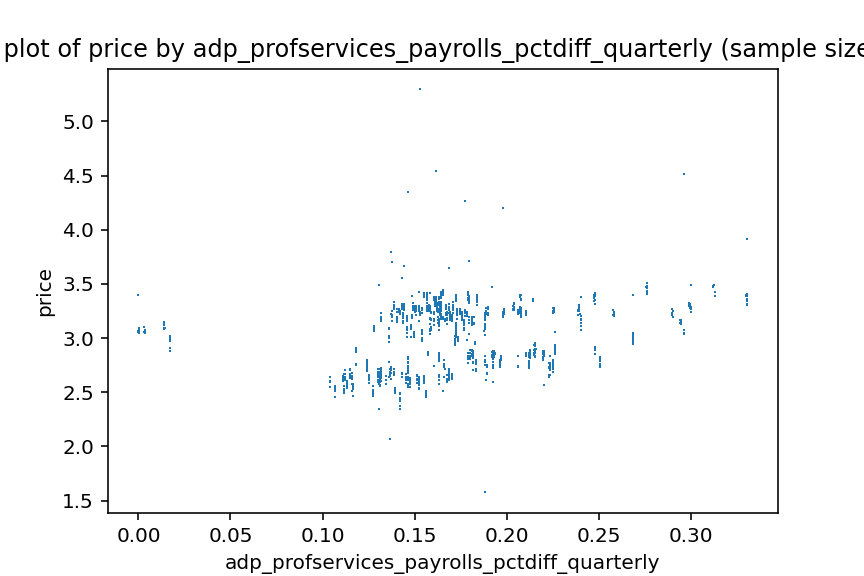 plot of price by adp_profservices_payrolls_pctdiff_quarterly (sample size
price
5.0
4.5
4.0
3.5
3.0
2.5
2.0
1.5
0.00 0.05 0.10 0.15 0.20 0.25 0.30
adp_profservices_payrolls_pctdiff_quarterly